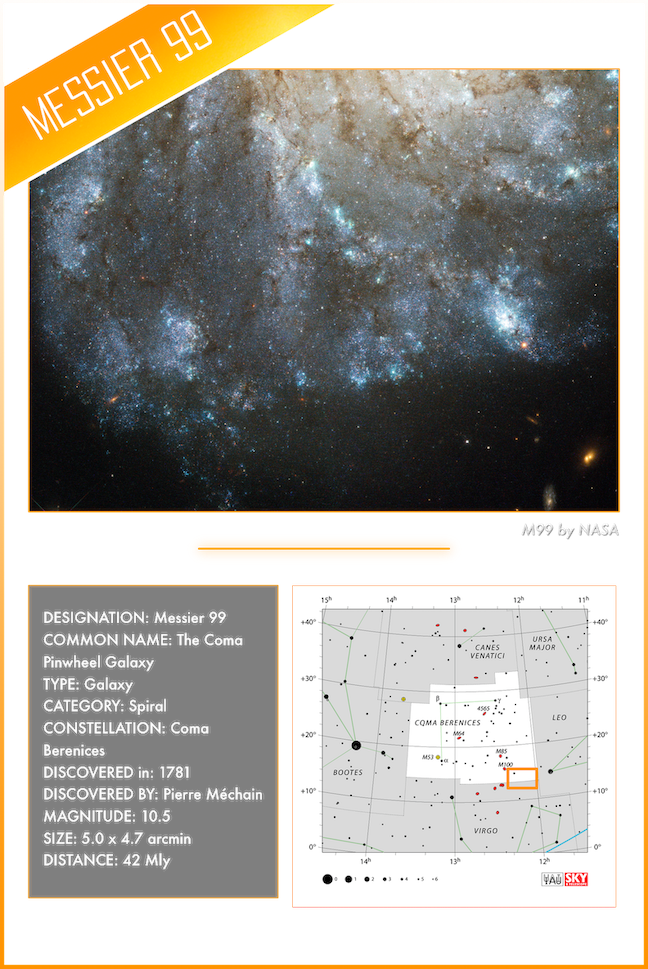 MESSIER 99
M99 by NASA
DESIGNATION: Messier 99
COMMON NAME: The Coma
Pinwheel Galaxy
TYPE: Galaxy
CATEGORY: Spiral
CONSTELLATION: Coma
Berenices
DISCOVERED in: 1781
DISCOVERED BY: Pierre Méchain
MAGNITUDE: 10.5
SIZE: 5.0 x 4.7 arcmin
DISTANCE: 42 Mly
15h 14h 13h 12h 11h
+40° +40°
URSA
MAJOR
CANES
VENATICI
+30° +30°
β γ
4565
LEO
COMA BERENICES
+20° +20°
M64
M85
M53 α
M100
BOOTES
+10° +10°
VIRGO
0° 0°
14h 13h 12h
0 1 2 3 4 5 6
IAU SKY